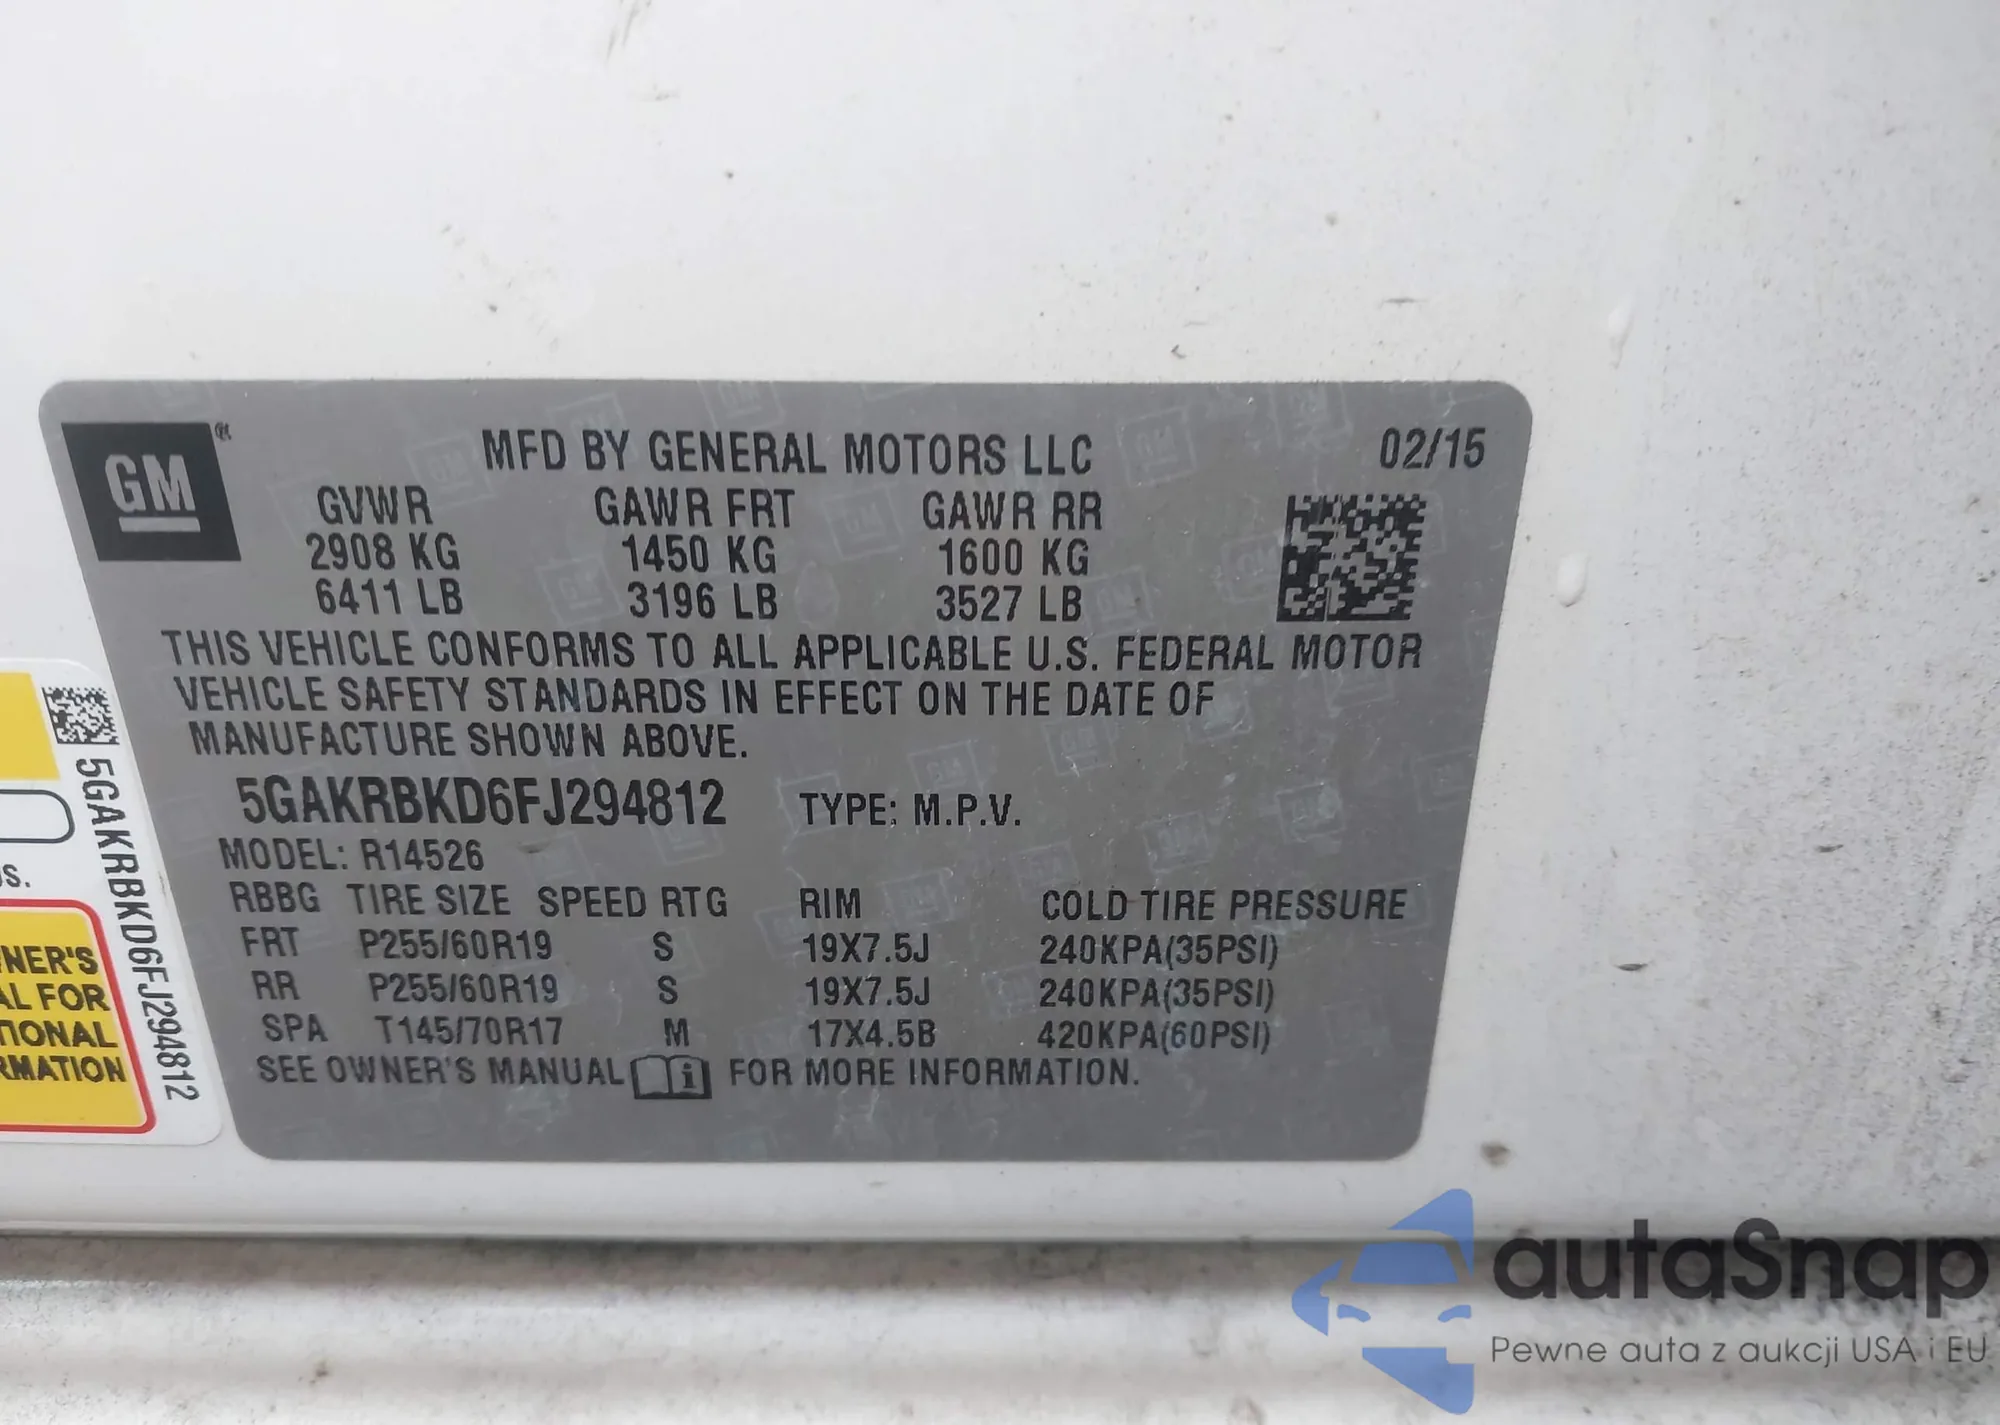 GM
®
MFD BY GENERAL MOTORS LLC 02/15
GVWR GAWR FRT GAWR RR
2908 KG 1450 KG 1600 KG
6411 LB 3196 LB 3527 LB
THIS VEHICLE CONFORMS TO ALL APPLICABLE U.S. FEDERAL MOTOR
VEHICLE SAFETY STANDARDS IN EFFECT ON THE DATE OF
MANUFACTURE SHOWN ABOVE.
5GAKRBKD6FJ294812 TYPE: M.P.V.
MODEL: R14526
RBBG TIRE SIZE SPEED RTG RIM COLD TIRE PRESSURE
FRT P255/60R19 S 19X7.5J 240KPA(35PSI)
RR P255/60R19 S 19X7.5J 240KPA(35PSI)
SPA T145/70R17 M 17X4.5B 420KPA(60PSI)
SEE OWNER'S MANUAL i FOR MORE INFORMATION.
5GAKRBKD6FJ294812
FOR
autaSnap
Pewne auta z aukcji USA i EU